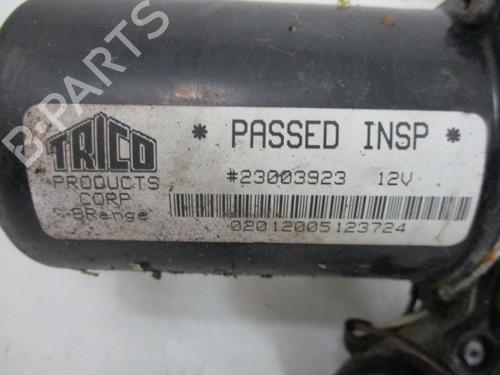 TRICO
PRODUCTS
CORP
* PASSED INSP *
#23003923 12V
02012005123724
B-PARTS